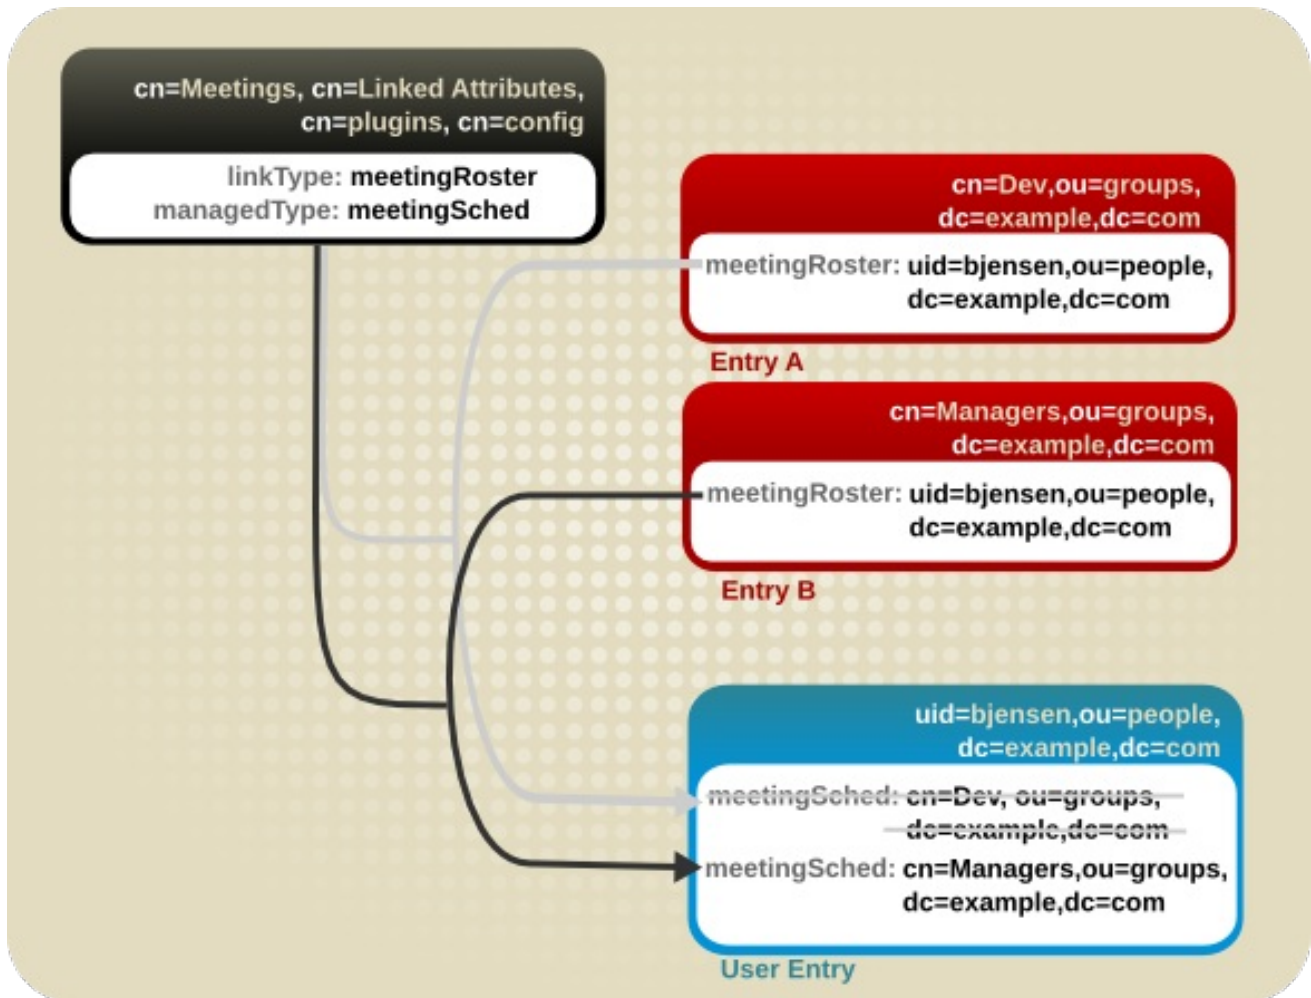 cn=Meetings, cn=Linked Attributes,
cn=plugins, cn=config
linkType: meetingRoster
managedType: meetingSched
cn=Dev,ou=groups,
dc=example,dc=com
meetingRoster: uid=bjensen,ou=people,
dc=example,dc=com
Entry A
cn=Managers,ou=groups,
dc=example,dc=com
meetingRoster: uid=bjensen,ou=people,
dc=example,dc=com
Entry B
uid=bjensen,ou=people,
dc=example,dc=com
meetingSched: cn=Dev, ou=groups,
dc=example,dc=com
meetingSched: cn=Managers,ou=groups,
dc=example,dc=com
User Entry